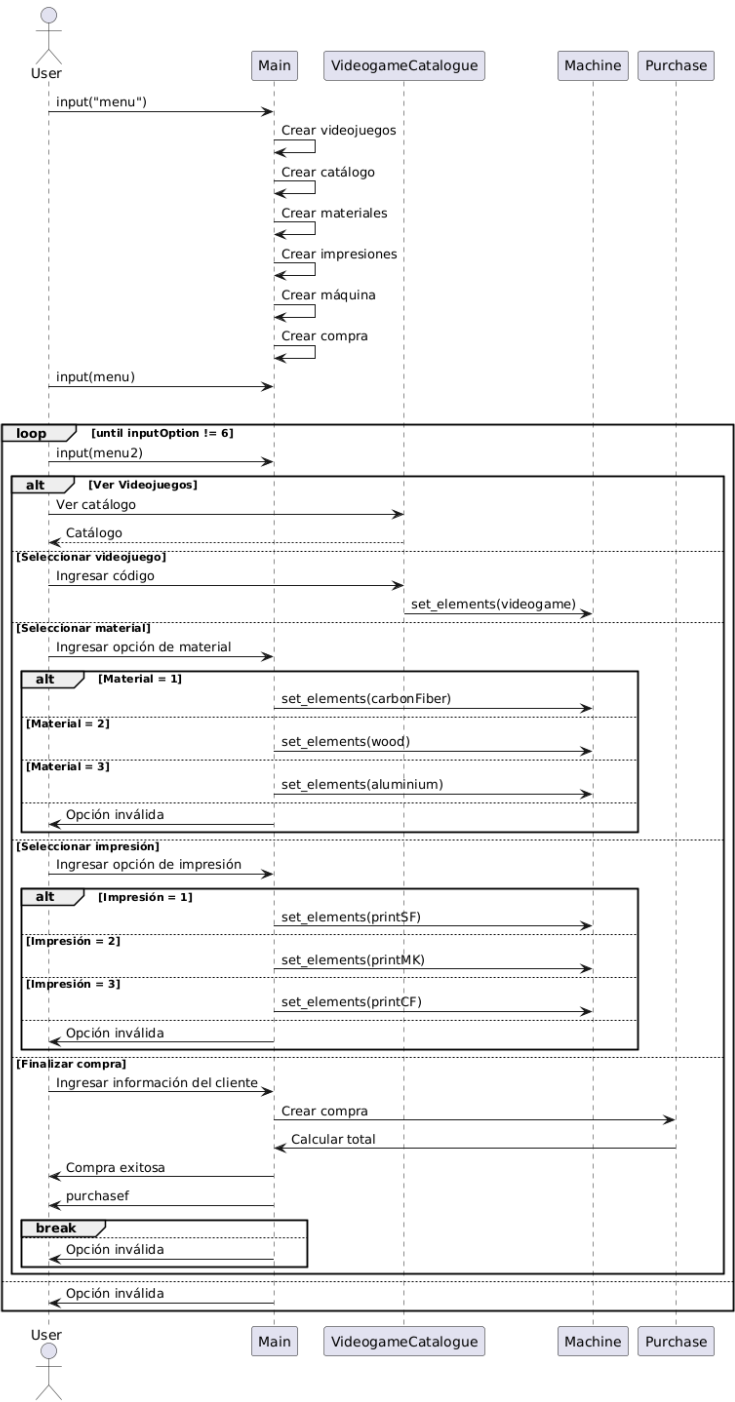 User
Main
VideogameCatalogue
Machine
Purchase
input("menu")
Crear videojuegos
Crear catálogo
Crear materiales
Crear impresiones
Crear máquina
Crear compra
input(menu)
loop [until inputOption != 6]
input(menu2)
alt [Ver Videojuegos]
Ver catálogo
Catálogo
[Seleccionar videojuego]
Ingresar código
set_elements(videogame)
[Seleccionar material]
Ingresar opción de material
alt [Material = 1]
set_elements(carbonFiber)
[Material = 2]
set_elements(wood)
[Material = 3]
set_elements(aluminium)
Opción inválida
[Seleccionar impresión]
Ingresar opción de impresión
alt [Impresión = 1]
set_elements(printSF)
[Impresión = 2]
set_elements(printMK)
[Impresión = 3]
set_elements(printCF)
Opción inválida
[Finalizar compra]
Ingresar información del cliente
Crear compra
Calcular total
Compra exitosa
purchasef
break
Opción inválida
Opción inválida
User
Main
VideogameCatalogue
Machine
Purchase